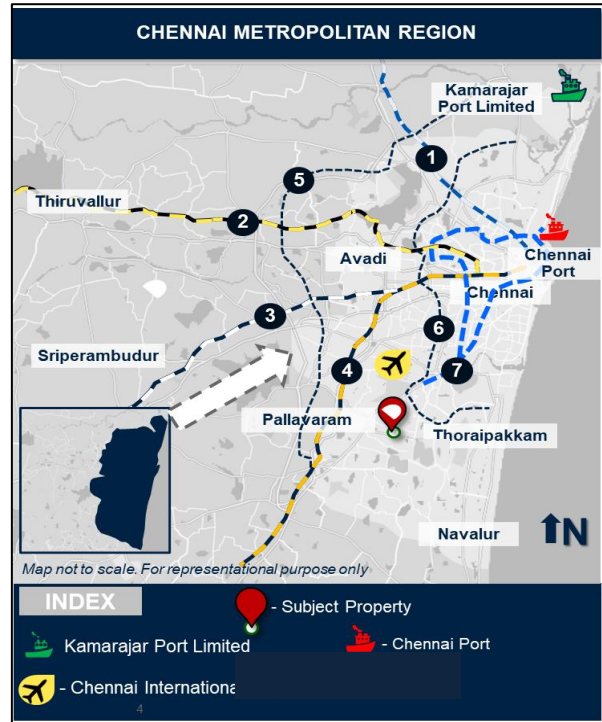 CHENNAI METROPOLITAN REGION
Kamarajar
Port Limited
1
5
Thiruvallur
2
Avadi
Chennai
Port
Chennai
3
6
Sriperambudur
4
7
Pallavaram
Thoraipakkam
Navalur
N
Map not to scale. For representational purpose only
INDEX
- Subject Property
Kamarajar Port Limited
- Chennai Port
- Chennai Internationa
4